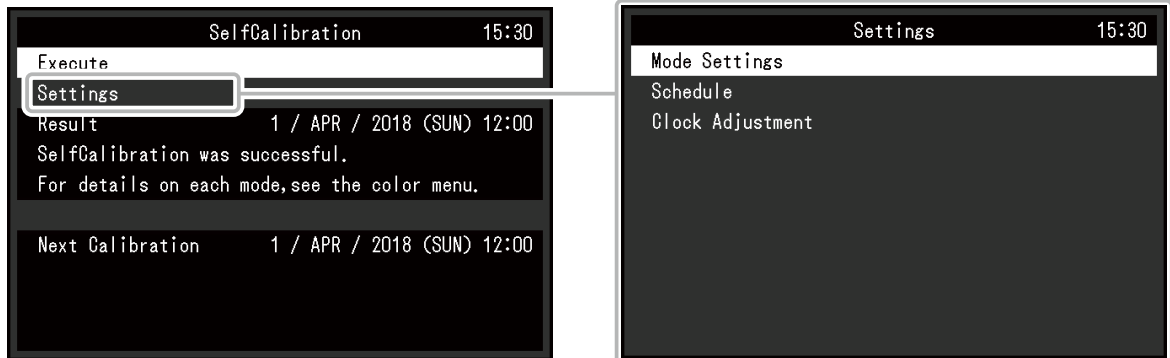 SelfCalibration 15:30
Execute
Settings
Result 1 / APR / 2018 (SUN) 12:00
SelfCalibration was successful.
For details on each mode,see the color menu.
Next Calibration 1 / APR / 2018 (SUN) 12:00
Settings 15:30
Mode Settings
Schedule
Clock Adjustment